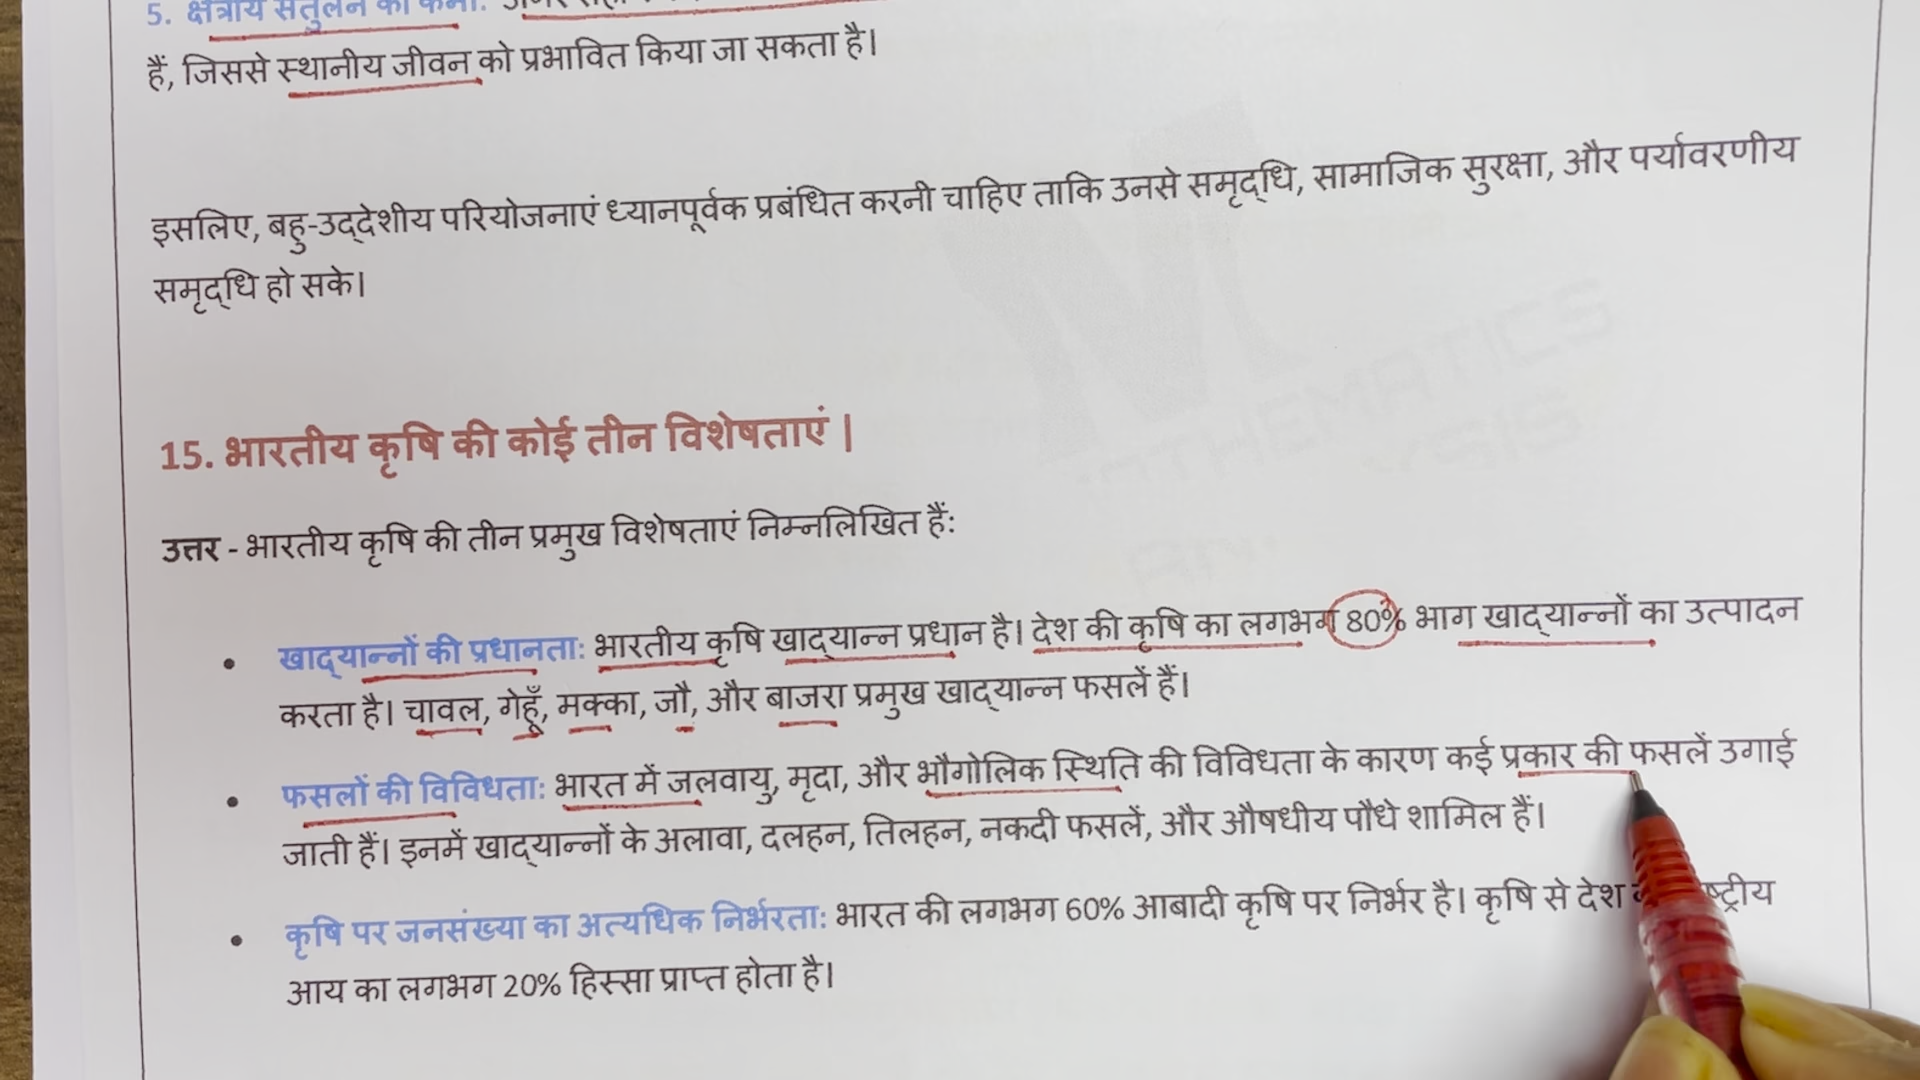 5. क्षेत्रीय संतुलन की कमी:
हैं, जिससे स्थानीय जीवन को प्रभावित किया जा सकता है।
इसलिए, बहु-उद्देशीय परियोजनाएं ध्यानपूर्वक प्रबंधित करनी चाहिए ताकि उनसे समृद्धि, सामाजिक सुरक्षा, और पर्यावरणीय
समृद्धि हो सके।
15. भारतीय कृषि की कोई तीन विशेषताएं |
उत्तर - भारतीय कृषि की तीन प्रमुख विशेषताएं निम्नलिखित हैं:
• खाद्यान्नों की प्रधानता: भारतीय कृषि खाद्यान्न प्रधान है। देश की कृषि का लगभग 80% भाग खाद्यान्नों का उत्पादन
करता है। चावल, गेहूँ, मक्का, जौ, और बाजरा प्रमुख खाद्यान्न फसलें हैं।
• फसलों की विविधता: भारत में जलवायु, मृदा, और भौगोलिक स्थिति की विविधता के कारण कई प्रकार की फसलें उगाई
जाती हैं। इनमें खाद्यान्नों के अलावा, दलहन, तिलहन, नकदी फसलें, और औषधीय पौधे शामिल हैं।
• कृषि पर जनसंख्या का अत्यधिक निर्भरता: भारत की लगभग 60% आबादी कृषि पर निर्भर है। कृषि से देश
आय का लगभग 20% हिस्सा प्राप्त होता है।